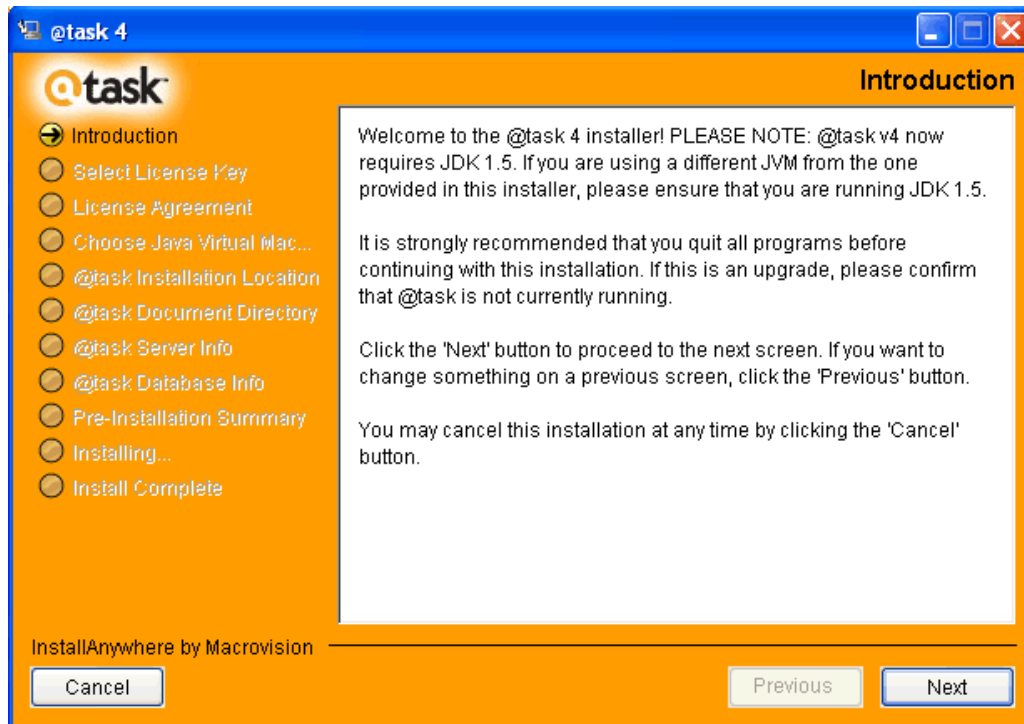 @task 4
@task
Introduction
Introduction
Select License Key
License Agreement
Choose Java Virtual Mac...
@task Installation Location
@task Document Directory
@task Server Info
@task Database Info
Pre-Installation Summary
Installing...
Install Complete
Welcome to the @task 4 installer! PLEASE NOTE: @task v4 now
requires JDK 1.5. If you are using a different JVM from the one
provided in this installer, please ensure that you are running JDK 1.5.
It is strongly recommended that you quit all programs before
continuing with this installation. If this is an upgrade, please confirm
that @task is not currently running.
Click the 'Next' button to proceed to the next screen. If you want to
change something on a previous screen, click the 'Previous' button.
You may cancel this installation at any time by clicking the 'Cancel'
button.
InstallAnywhere by Macrovision
Cancel
Previous
Next